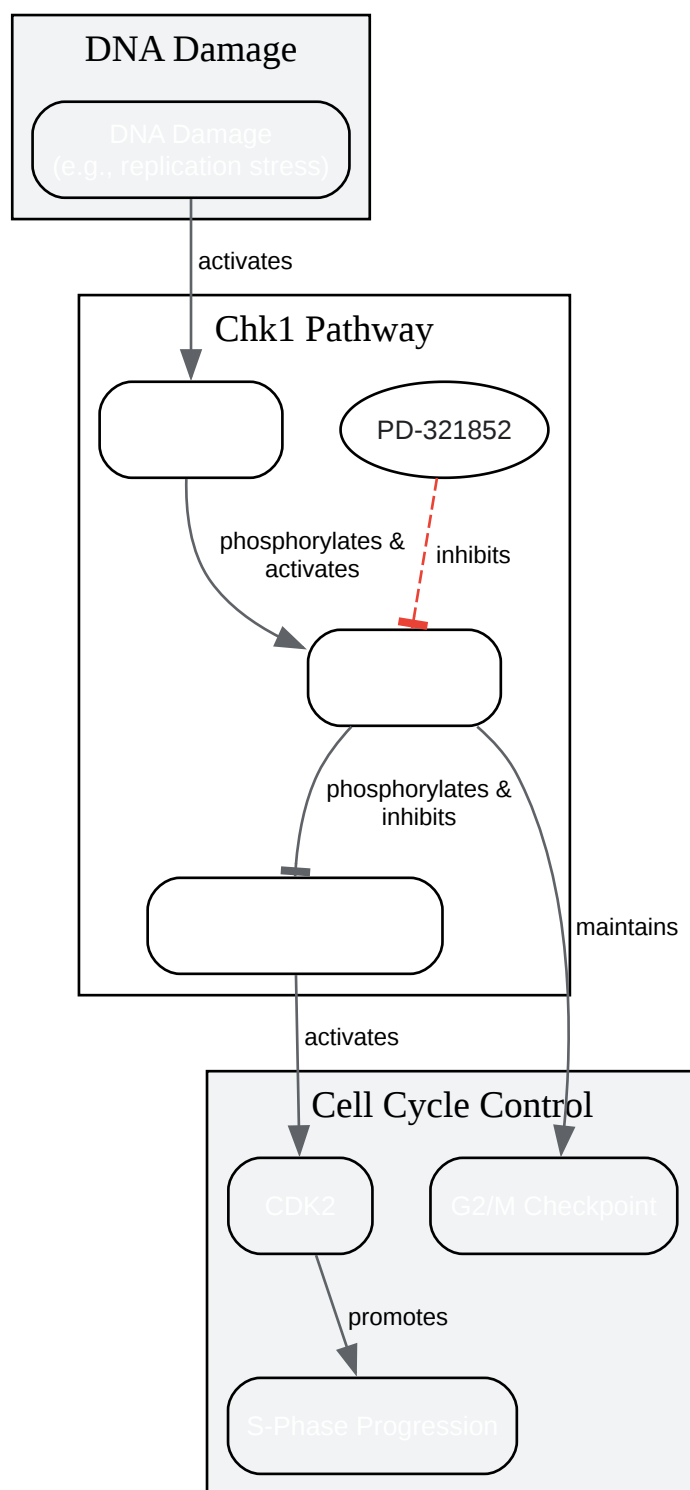 DNA Damage
DNA Damage
(e.g., replication stress)
activates
Chk1 Pathway
PD-321852
phosphorylates &
activates
inhibits
phosphorylates &
inhibits
maintains
activates
Cell Cycle Control
CDK2
G2/M Checkpoint
promotes
S-Phase Progression